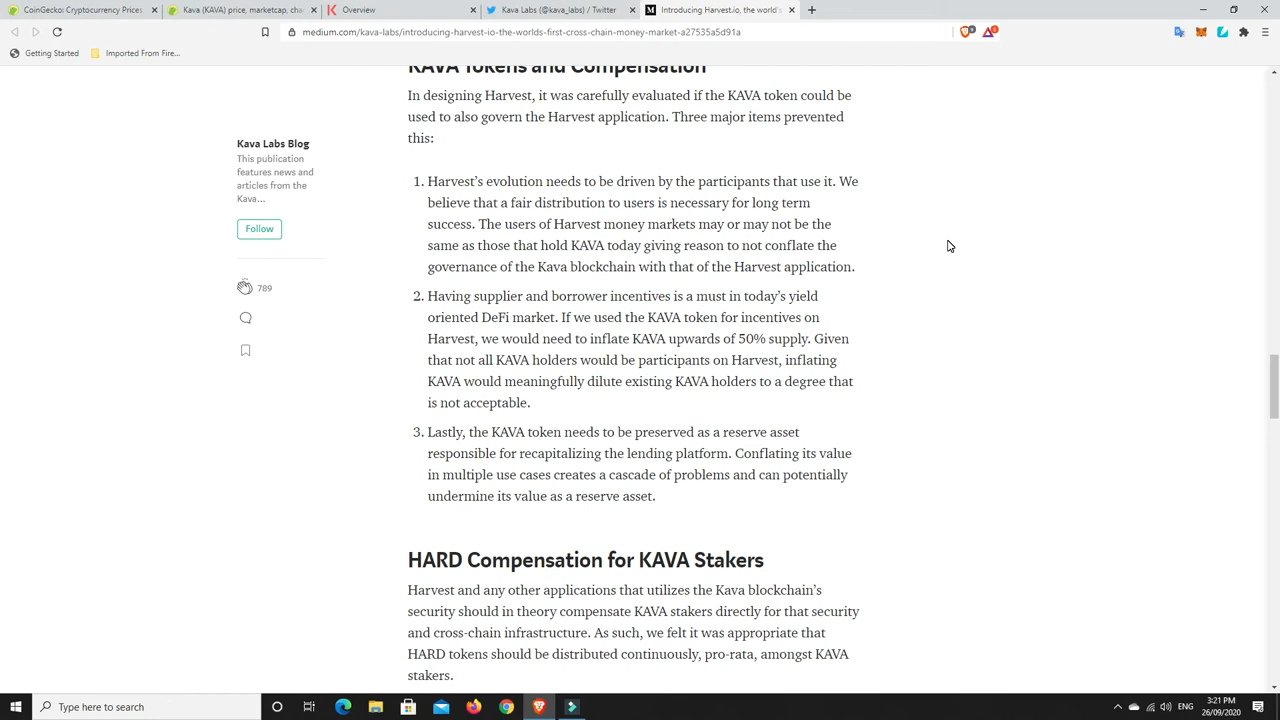 CoinGecko: Cryptocurrency Prices
Kava (KAVA) price, marketcap, cha
Overview
Kava Labs (@kava_labs) / Twitter
Introducing Harvest.io, the world's
medium.com/kava-labs/introducing-harvest-io-the-worlds-first-cross-chain-money-market-a27535a5d91a
Getting Started
Imported From Fire...
KAVA Tokens and Compensation
In designing Harvest, it was carefully evaluated if the KAVA token could be
used to also govern the Harvest application. Three major items prevented
this:
Kava Labs Blog
This publication
features news and
articles from the
Kava...
Follow
789
1. Harvest’s evolution needs to be driven by the participants that use it. We
believe that a fair distribution to users is necessary for long term
success. The users of Harvest money markets may or may not be the
same as those that hold KAVA today giving reason to not conflate the
governance of the Kava blockchain with that of the Harvest application.
2. Having supplier and borrower incentives is a must in today’s yield
oriented DeFi market. If we used the KAVA token for incentives on
Harvest, we would need to inflate KAVA upwards of 50% supply. Given
that not all KAVA holders would be participants on Harvest, inflating
KAVA would meaningfully dilute existing KAVA holders to a degree that
is not acceptable.
3. Lastly, the KAVA token needs to be preserved as a reserve asset
responsible for recapitalizing the lending platform. Conflating its value
in multiple use cases creates a cascade of problems and can potentially
undermine its value as a reserve asset.
HARD Compensation for KAVA Stakers
Harvest and any other applications that utilizes the Kava blockchain’s
security should in theory compensate KAVA stakers directly for that security
and cross-chain infrastructure. As such, we felt it was appropriate that
HARD tokens should be distributed continuously, pro-rata, amongst KAVA
stakers.
Type here to search
ENG
3:21 PM
26/09/2020